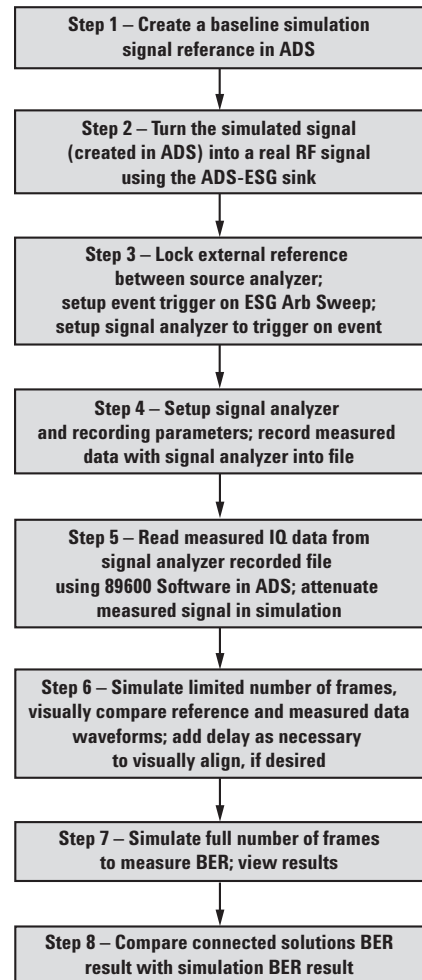 Step 1 – Create a baseline simulation
signal referance in ADS
Step 2 – Turn the simulated signal
(created in ADS) into a real RF signal
using the ADS-ESG sink
Step 3 – Lock external reference
between source analyzer;
setup event trigger on ESG Arb Sweep;
setup signal analyzer to trigger on event
Step 4 – Setup signal analyzer
and recording parameters; record measured
data with signal analyzer into file
Step 5 – Read measured IQ data from
signal analyzer recorded file
using 89600 Software in ADS; attenuate
measured signal in simulation
Step 6 – Simulate limited number of frames,
visually compare reference and measured data
waveforms; add delay as necessary
to visually align, if desired
Step 7 – Simulate full number of frames
to measure BER; view results
Step 8 – Compare connected solutions BER
result with simulation BER result